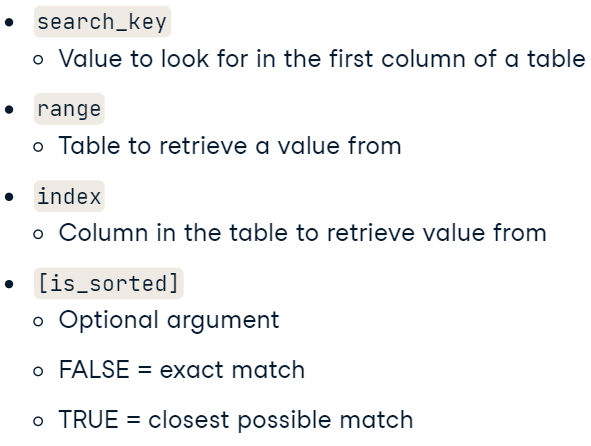 search_key
Value to look for in the first column of a table
range
Table to retrieve a value from
index
Column in the table to retrieve value from
[is_sorted]
Optional argument
FALSE = exact match
TRUE = closest possible match